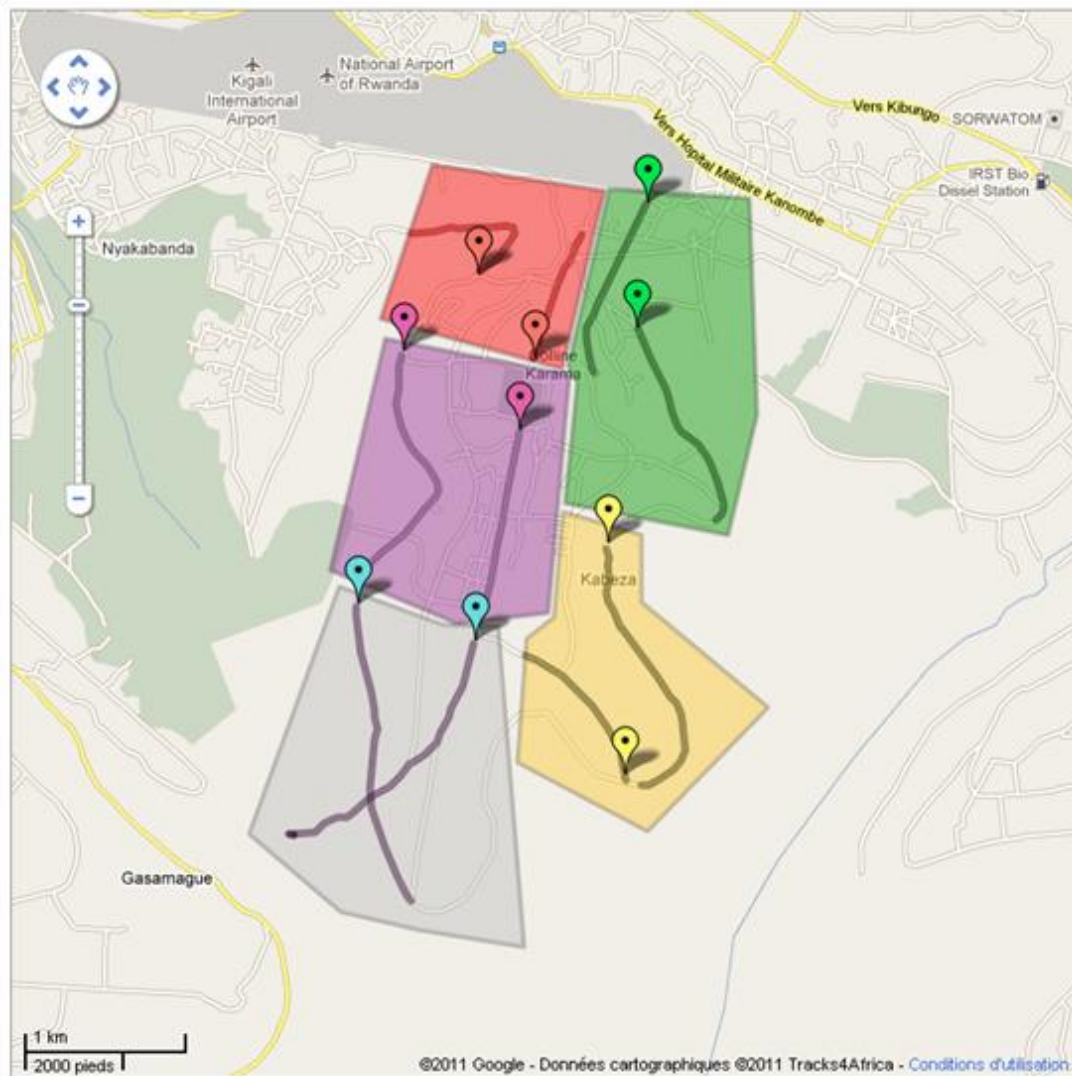 National Airport
of Rwanda
Kigali
International
Airport
Vers Kibungo
SORWATOM
Vers Hopital Militaire Kanombe
IRST Bio
Dissel Station
Nyakabanda
Colline
Karama
Kabeza
Gasamague
1 km
2000 pieds
©2011 Google - Données cartographiques ©2011 Tracks4Africa - Conditions d'utilisation